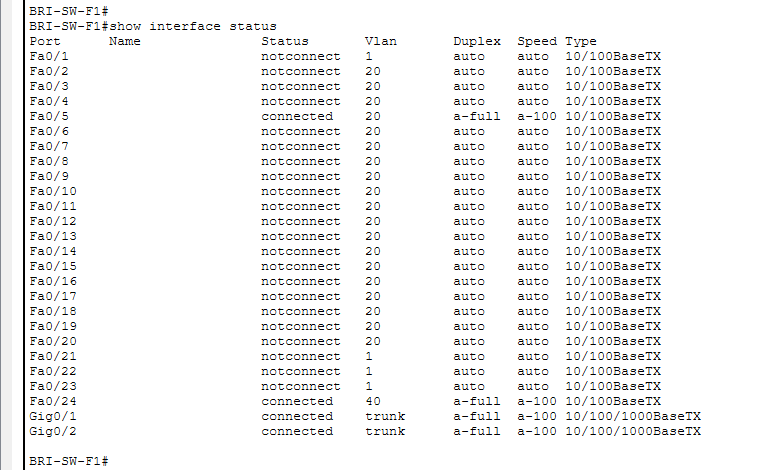 BRI-SW-F1#
BRI-SW-F1#show interface status
Port      Name               Status       Vlan       Duplex  Speed Type
Fa0/1                        notconnect   1          auto    auto  10/100BaseTX
Fa0/2                        notconnect   20         auto    auto  10/100BaseTX
Fa0/3                        notconnect   20         auto    auto  10/100BaseTX
Fa0/4                        notconnect   20         auto    auto  10/100BaseTX
Fa0/5                        connected    20         a-full  a-100 10/100BaseTX
Fa0/6                        notconnect   20         auto    auto  10/100BaseTX
Fa0/7                        notconnect   20         auto    auto  10/100BaseTX
Fa0/8                        notconnect   20         auto    auto  10/100BaseTX
Fa0/9                        notconnect   20         auto    auto  10/100BaseTX
Fa0/10                       notconnect   20         auto    auto  10/100BaseTX
Fa0/11                       notconnect   20         auto    auto  10/100BaseTX
Fa0/12                       notconnect   20         auto    auto  10/100BaseTX
Fa0/13                       notconnect   20         auto    auto  10/100BaseTX
Fa0/14                       notconnect   20         auto    auto  10/100BaseTX
Fa0/15                       notconnect   20         auto    auto  10/100BaseTX
Fa0/16                       notconnect   20         auto    auto  10/100BaseTX
Fa0/17                       notconnect   20         auto    auto  10/100BaseTX
Fa0/18                       notconnect   20         auto    auto  10/100BaseTX
Fa0/19                       notconnect   20         auto    auto  10/100BaseTX
Fa0/20                       notconnect   20         auto    auto  10/100BaseTX
Fa0/21                       notconnect   1          auto    auto  10/100BaseTX
Fa0/22                       notconnect   1          auto    auto  10/100BaseTX
Fa0/23                       notconnect   1          auto    auto  10/100BaseTX
Fa0/24                       connected    40         a-full  a-100 10/100BaseTX
Gig0/1                       connected    trunk      a-full  a-100 10/100/1000BaseTX
Gig0/2                       connected    trunk      a-full  a-100 10/100/1000BaseTX
BRI-SW-F1#